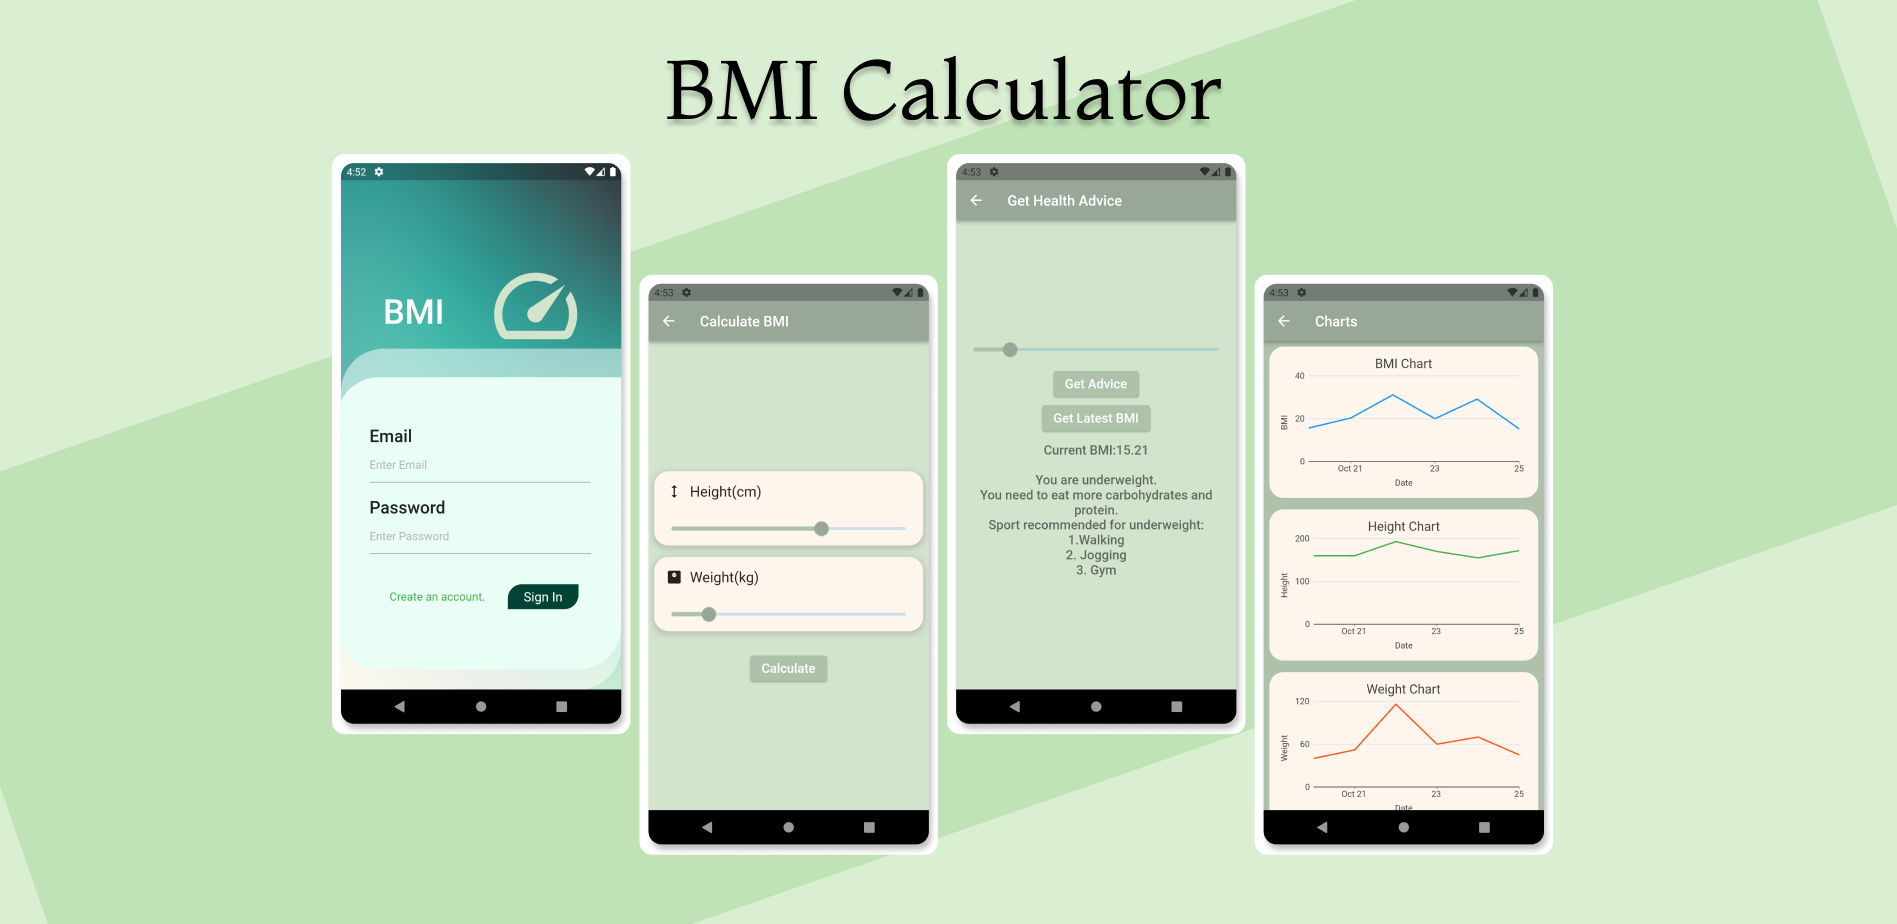 BMI Calculator
4:52
BMI
Email
Enter Email
Password
Enter Password
Create an account.
Sign In
4:53
Calculate BMI
Height(cm)
Weight(kg)
Calculate
4:53
Get Health Advice
Get Advice
Get Latest BMI
Current BMI:15.21
You are underweight.
You need to eat more carbohydrates and
protein.
Sport recommended for underweight:
1.Walking
2. Jogging
3. Gym
4:53
Charts
BMI Chart
40
20
0
BMI
Oct 21 23 25
Date
Height Chart
200
100
0
Height
Oct 21 23 25
Date
Weight Chart
120
60
0
Weight
Oct 21 23 25
Date